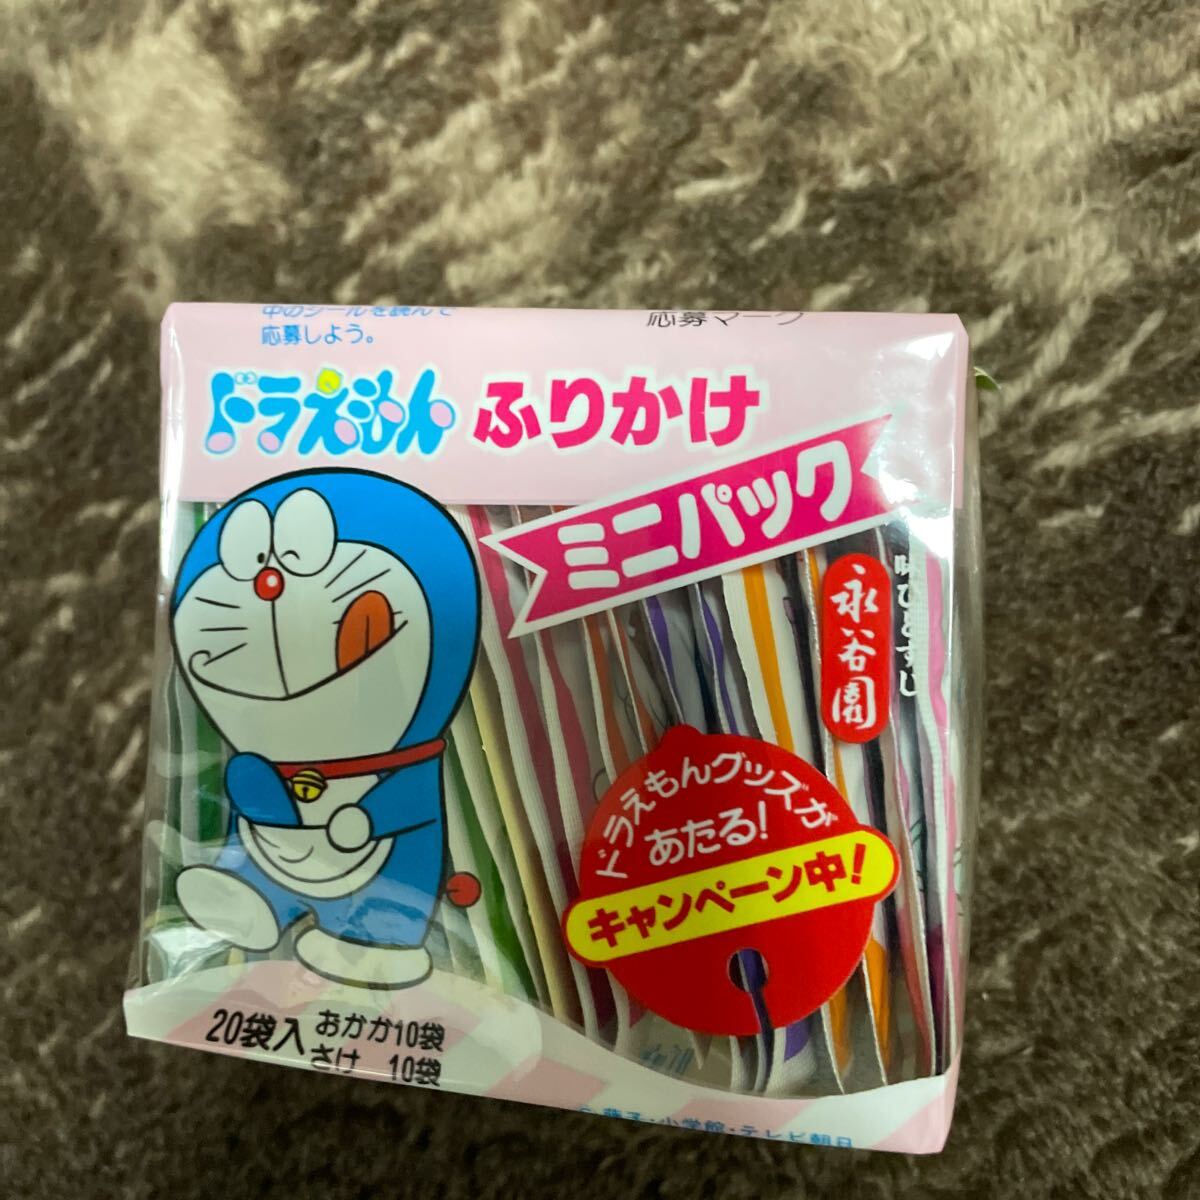 中のシールを読んで
応募しよう。
応募マーク
ドラえもん ふりかけ
ミニパック
味ひとすじ
永谷園
ドラえもんグッズが
あたる!
キャンペーン中!
20袋入 おかか10袋
さけ 10袋
©藤子・小学館・テレビ朝日